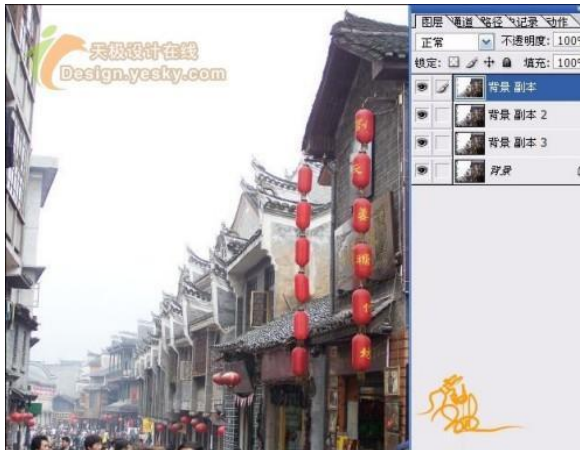 天极设计在线
Design.yesky.com
图层 通道 路径 动作
正常 不透明度: 100%
锁定: 填充: 100%
背景 副本
背景 副本 2
背景 副本 3
背景